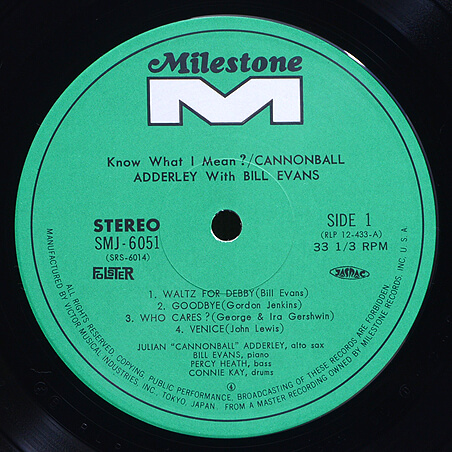 Milestone
M
Know What I Mean?/CANNONBALL
ADDERLEY With BILL EVANS
STEREO
SMJ-6051
(SRS-6014)
POLSTER
SIDE 1
(RLP 12-433-A)
33 1/3 RPM
JASRAC
1. WALTZ FOR DEBBY(Bill Evans)
2. GOODBYE(Gordon Jenkins)
3. WHO CARES?(George & Ira Gershwin)
4. VENICE(John Lewis)
JULIAN "CANNONBALL" ADDERLEY, alto sax
BILL EVANS, piano
PERCY HEATH, bass
CONNIE KAY, drums
4
MANUFACTURED BY VICTOR MUSICAL INDUSTRIES, INC. TOKYO, JAPAN. FROM A MASTER RECORDING OWNED BY MILESTONE RECORDS, INC. U.S.A.
ALL RIGHTS RESERVED. COPYING, PUBLIC PERFORMANCE, BROADCASTING OF THESE RECORDS ARE FORBIDDEN.